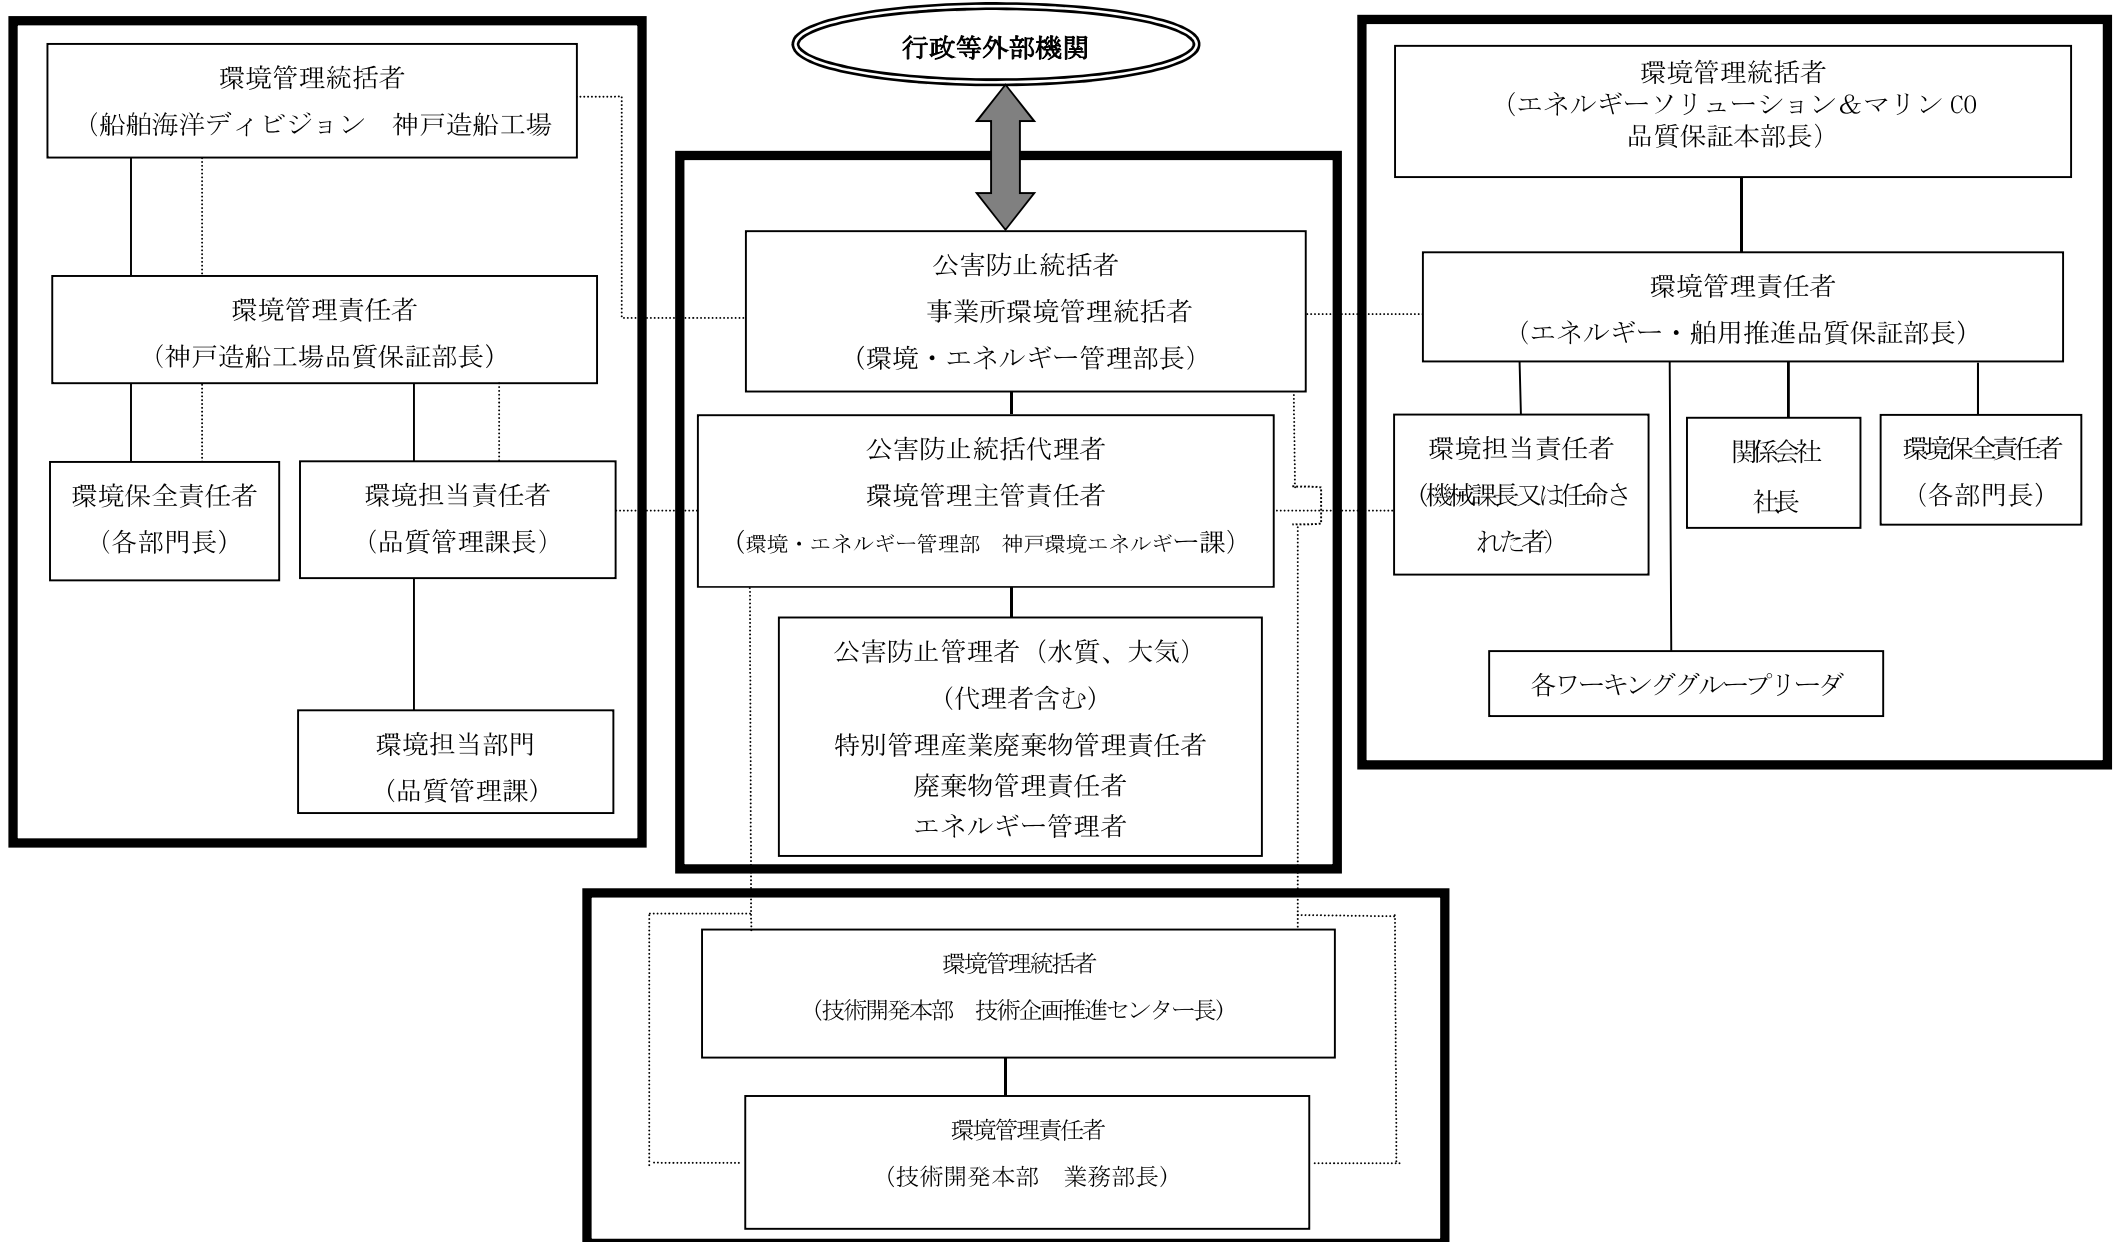 行政等外部機関
環境管理統括者
（船舶海洋ディビジョン　神戸造船工場
環境管理責任者
（神戸造船工場品質保証部長）
環境保全責任者
（各部門長）
環境担当責任者
（品質管理課長）
環境担当部門
（品質管理課）
公害防止統括者
事業所環境管理統括者
（環境・エネルギー管理部長）
公害防止統括代理者
環境管理主管責任者
（環境・エネルギー管理部　神戸環境エネルギー課）
公害防止管理者（水質、大気）
（代理者含む）
特別管理産業廃棄物管理責任者
廃棄物管理責任者
エネルギー管理者
環境管理統括者
（エネルギーソリューション＆マリン CO
品質保証本部長）
環境管理責任者
（エネルギー・舶用推進品質保証部長）
環境担当責任者
（機械課長又は任命さ
れた者）
関係会社
社長
環境保全責任者
（各部門長）
各ワーキンググループリーダ
環境管理統括者
（技術開発本部　技術企画推進センター長）
環境管理責任者
（技術開発本部　業務部長）